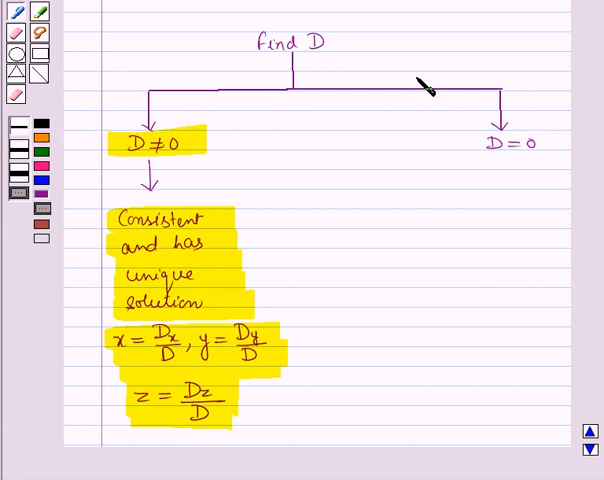 Find D
D ≠ 0
D = 0
Consistent
and has
unique
solution
x = Dx/D, y = Dy/D
z = Dz/D